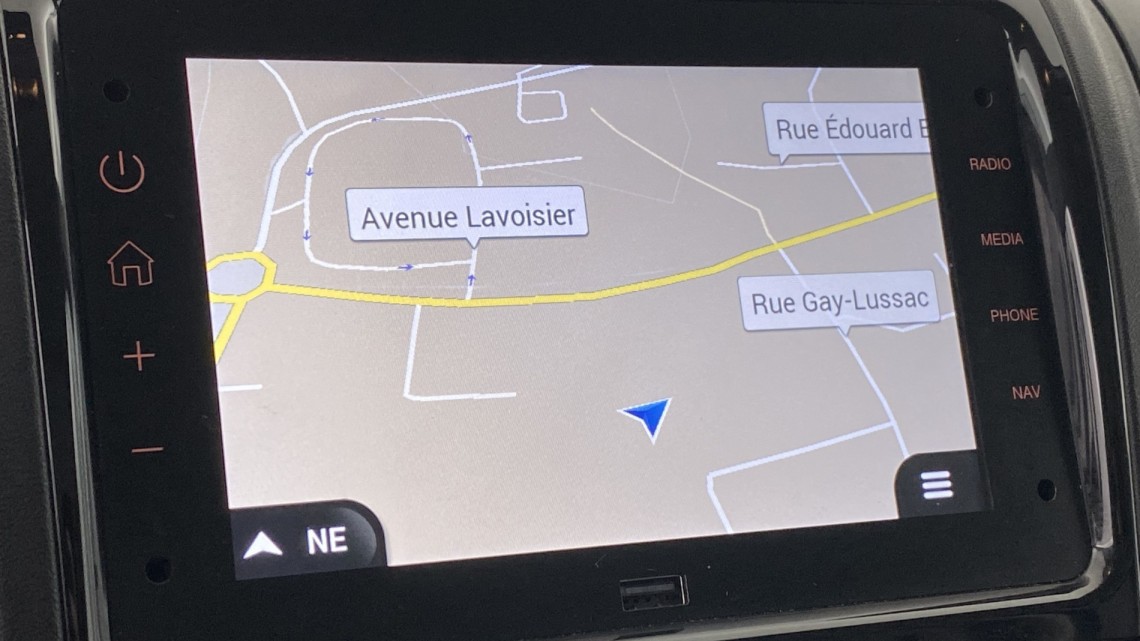 Rue Édouard
Avenue Lavoisier
Rue Gay-Lussac
NE
RADIO
MEDIA
PHONE
NAV